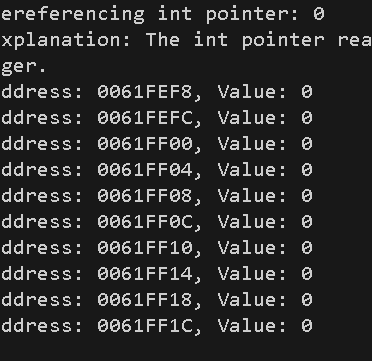 ereferencing int pointer: 0
xplanation: The int pointer rea
ger.
ddress: 0061FEF8, Value: 0
ddress: 0061FEFC, Value: 0
ddress: 0061FF00, Value: 0
ddress: 0061FF04, Value: 0
ddress: 0061FF08, Value: 0
ddress: 0061FF0C, Value: 0
ddress: 0061FF10, Value: 0
ddress: 0061FF14, Value: 0
ddress: 0061FF18, Value: 0
ddress: 0061FF1C, Value: 0